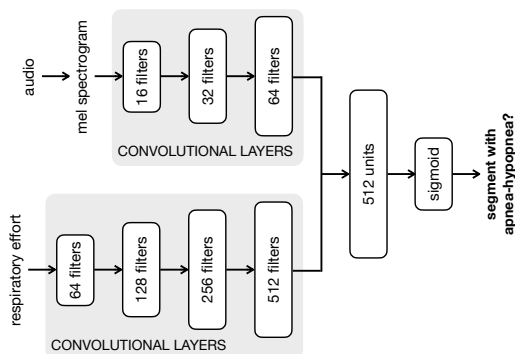 audio
mel spectrogram
16 filters
32 filters
64 filters
CONVOLUTIONAL LAYERS
respiratory effort
64 filters
128 filters
256 filters
512 filters
CONVOLUTIONAL LAYERS
512 units
sigmoid
segment with
apnea-hypopnea?